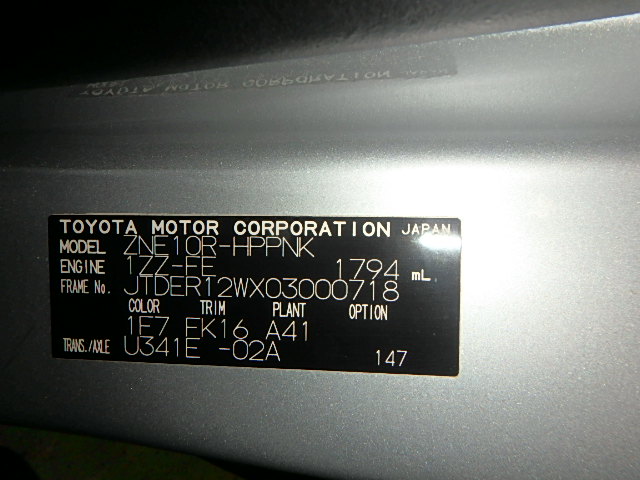 TOYOTA MOTOR CORPORATION JAPAN
MODEL ZNE10R-HPPNK
ENGINE 1ZZ-FE 1794 mL
FRAME No. JTDER12WX03000718
COLOR TRIM PLANT OPTION
1E7 FK16 A41
TRANS./AXLE U341E -02A 147